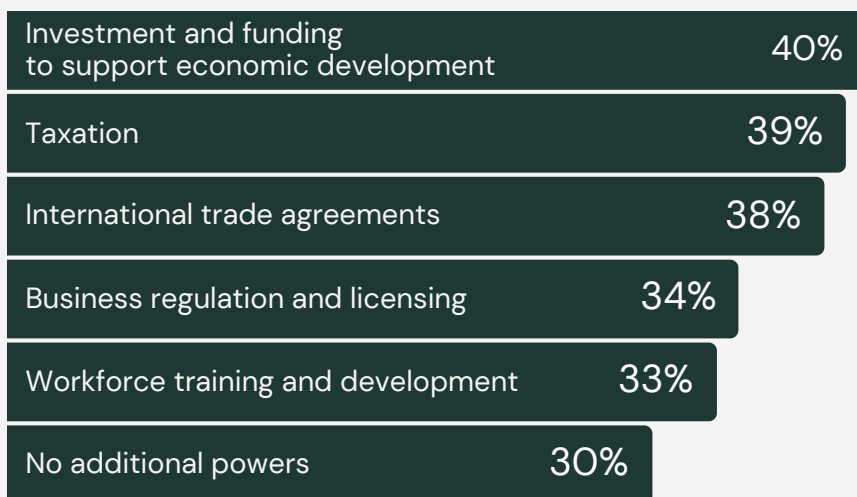 Investment and funding
to support economic development
40%
Taxation
39%
International trade agreements
38%
Business regulation and licensing
34%
Workforce training and development
33%
No additional powers
30%